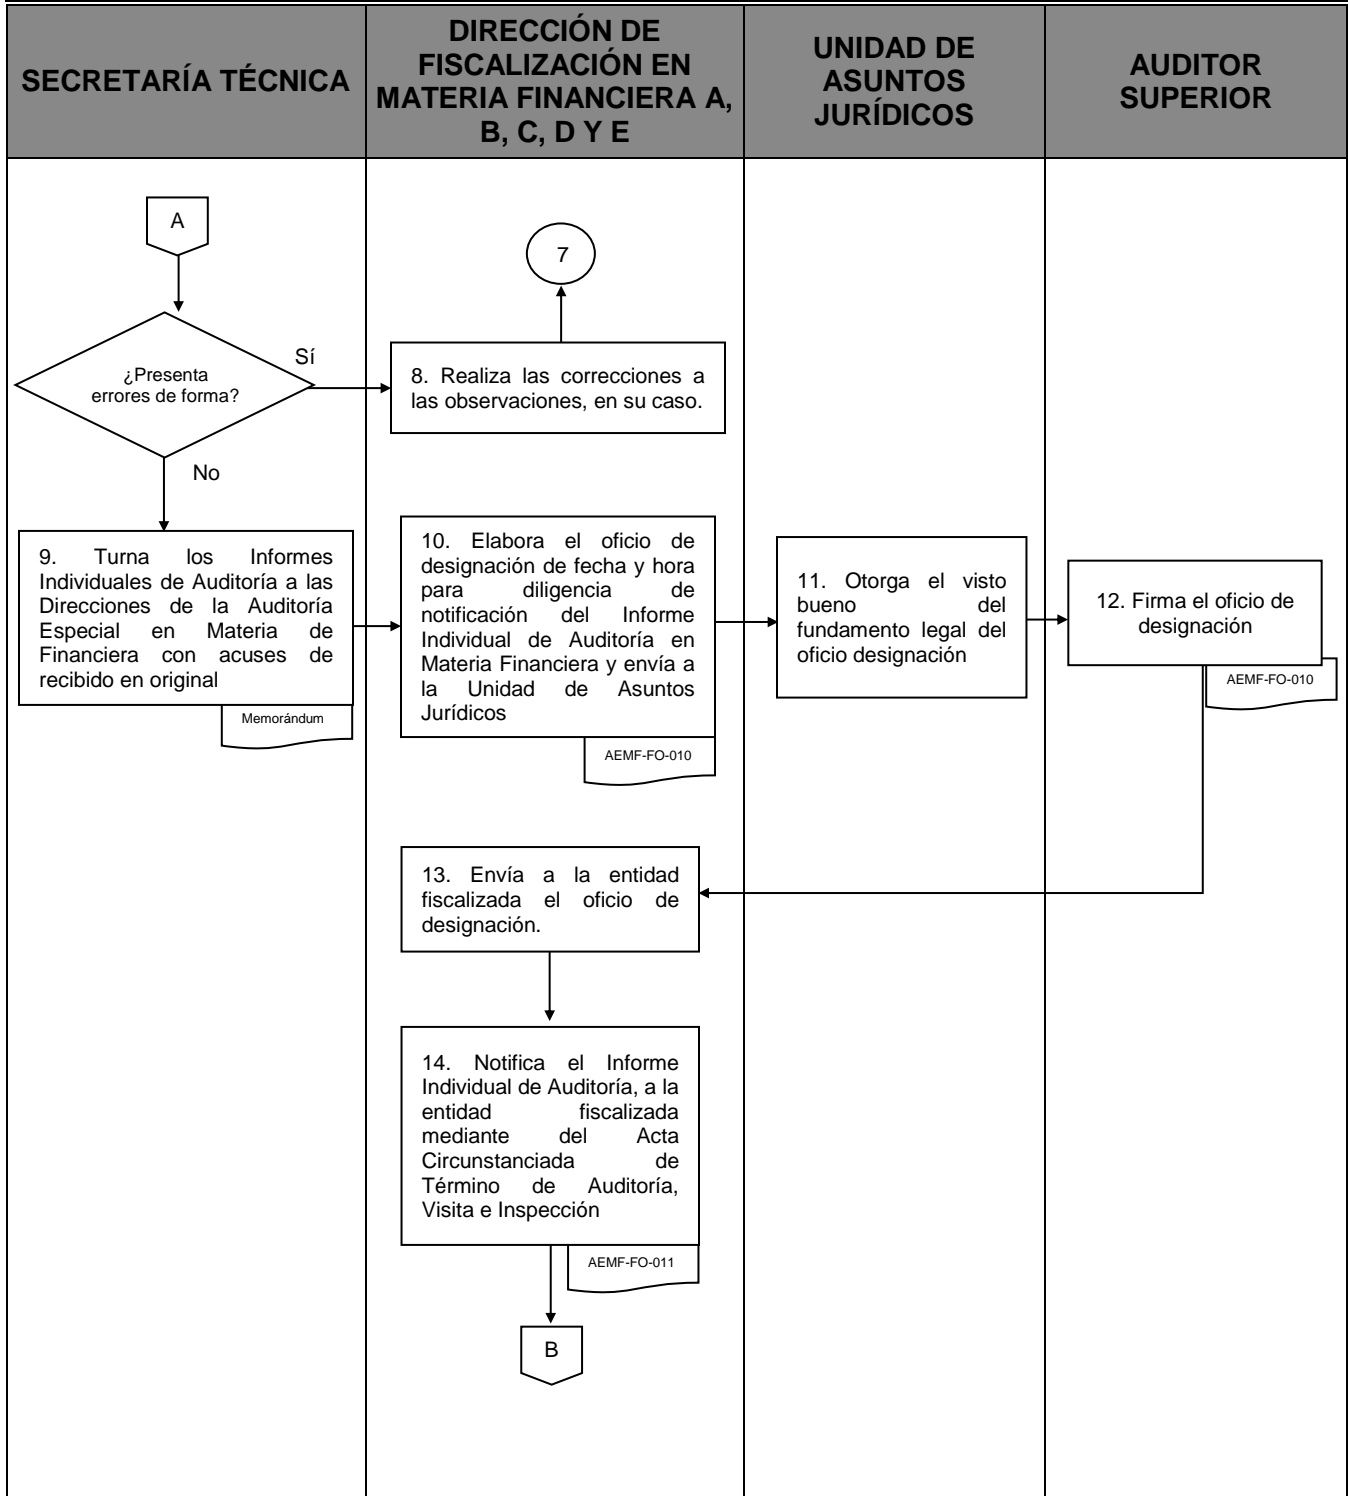 SECRETARÍA TÉCNICA
DIRECCIÓN DE
FISCALIZACIÓN EN
MATERIA FINANCIERA A,
B, C, D Y E
UNIDAD DE
ASUNTOS
JURÍDICOS
AUDITOR
SUPERIOR
A
7
¿Presenta
errores de forma?
Sí
No
8. Realiza las correcciones a
las observaciones, en su caso.
9. Turna los Informes
Individuales de Auditoría a las
Direcciones de la Auditoría
Especial en Materia de
Financiera con acuses de
recibido en original
Memorándum
10. Elabora el oficio de
designación de fecha y hora
para diligencia de
notificación del Informe
Individual de Auditoría en
Materia Financiera y envía a
la Unidad de Asuntos
Jurídicos
AEMF-FO-010
11. Otorga el visto
bueno del
fundamento legal del
oficio designación
12. Firma el oficio de
designación
AEMF-FO-010
13. Envía a la entidad
fiscalizada el oficio de
designación.
14. Notifica el Informe
Individual de Auditoría, a la
entidad fiscalizada
mediante del Acta
Circunstanciada de
Término de Auditoría,
Visita e Inspección
AEMF-FO-011
B